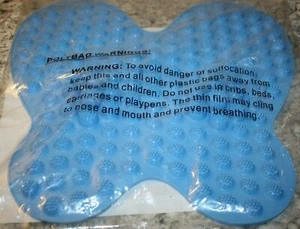 POLYBAG WARNINGS:
WARNING: To avoid danger of suffocation,
keep this and all other plastic bags away from
babies and children. Do not use in cribs, beds,
carriages or playpens. The thin film may cling
to nose and mouth and prevent breathing.